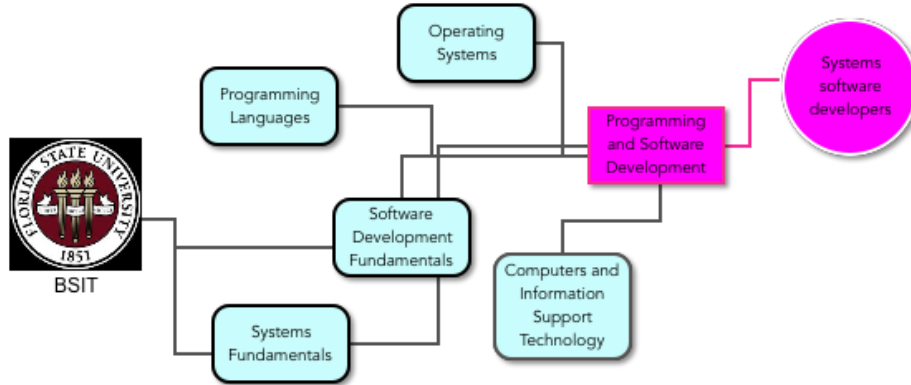 Operating
Systems
Systems
software
developers
Programming
Languages
Programming
and Software
Development
FLORIDA STATE UNIVERSITY
1851
BSIT
Software
Development
Fundamentals
Computers and
Information
Support
Technology
Systems
Fundamentals